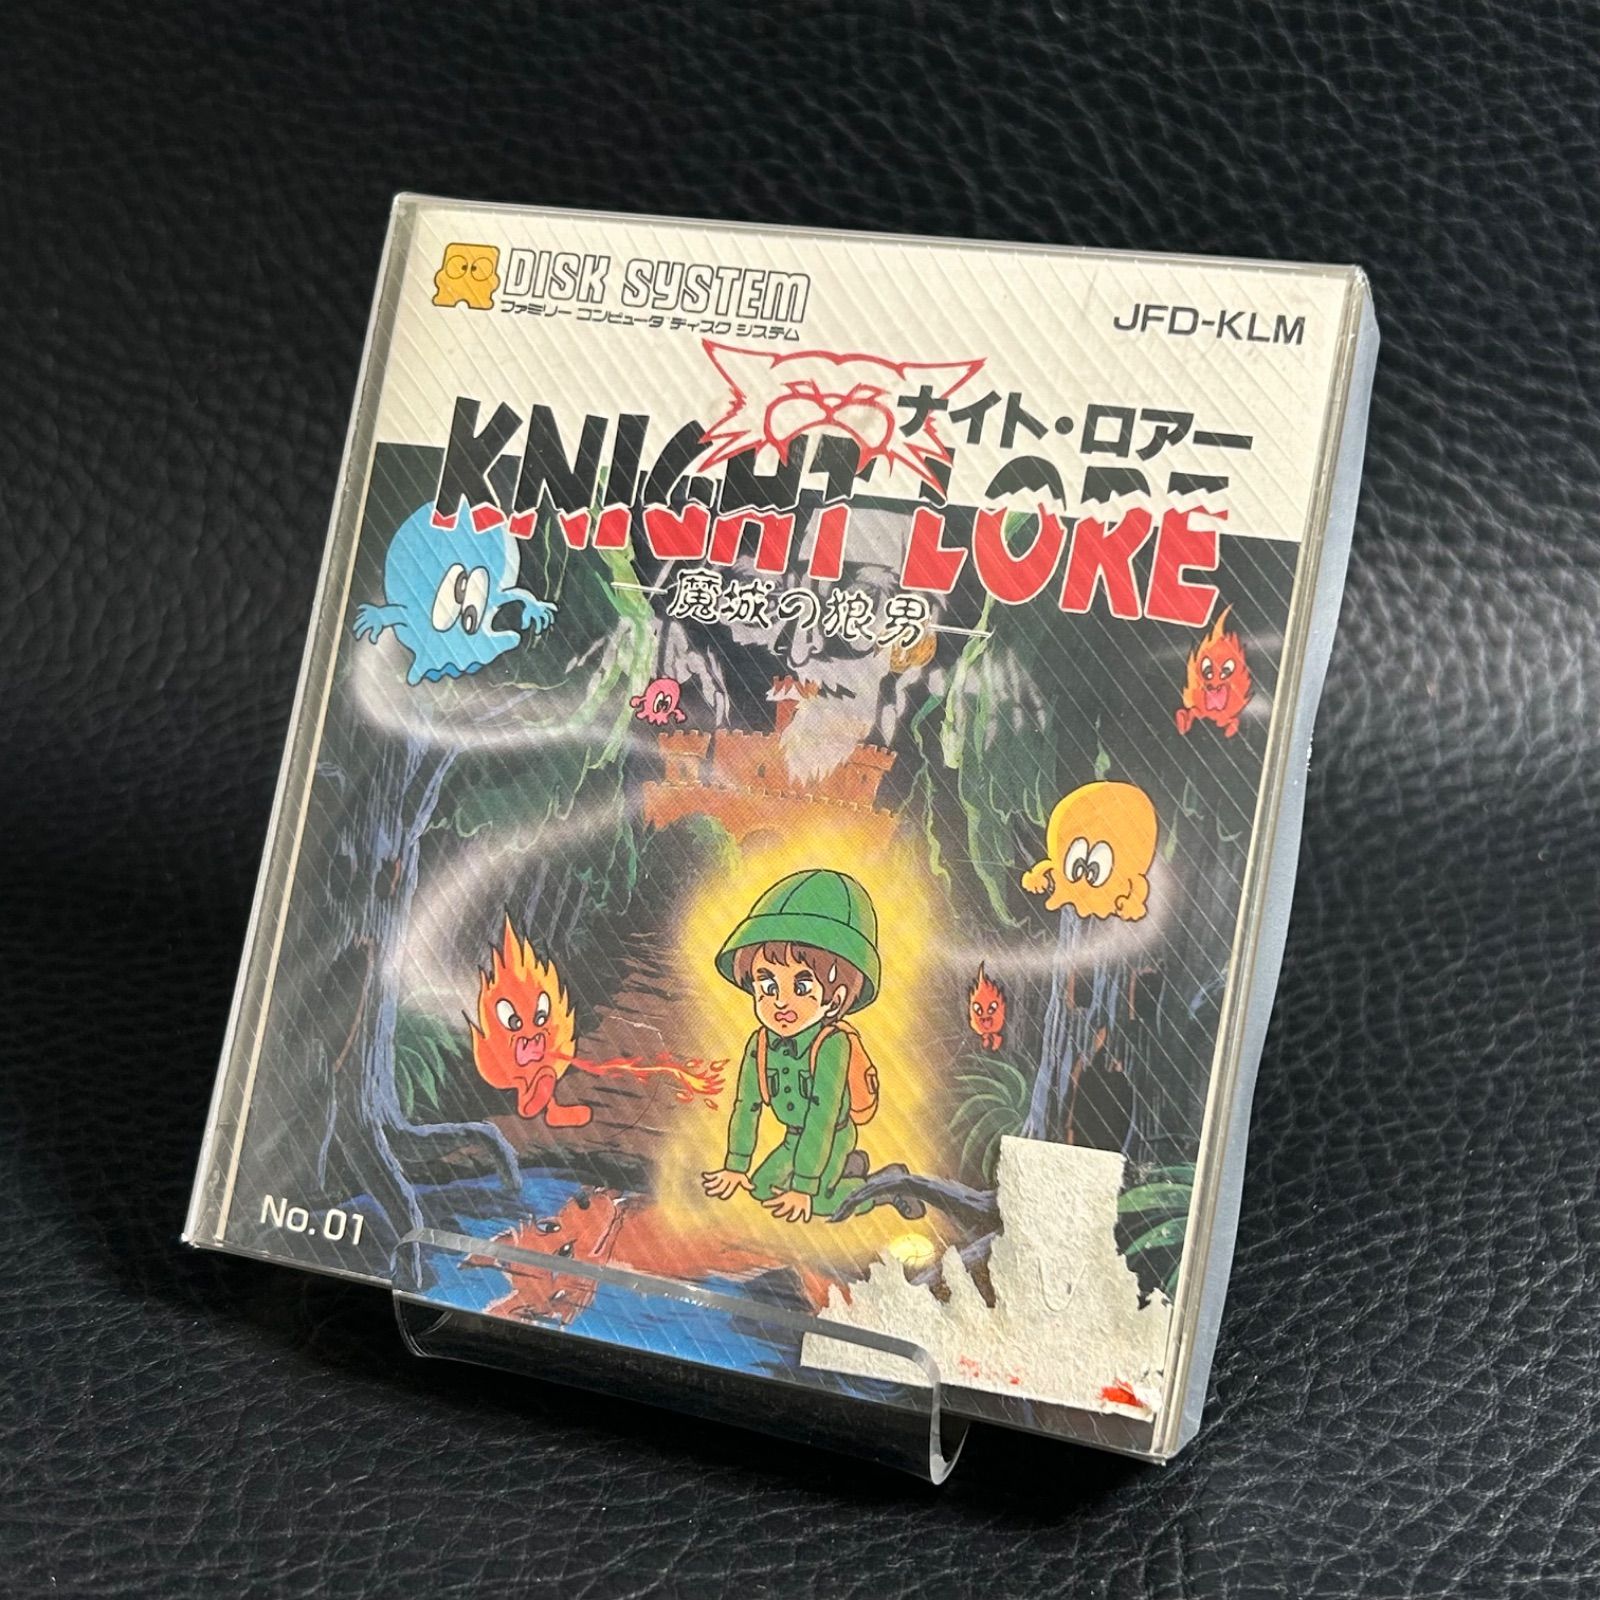 DISK SYSTEM
ファミリー コンピュータ ディスク システム
JFD-KLM
ナイト・ロアー
KNIGHT LORE
魔城の狼男
No. 01